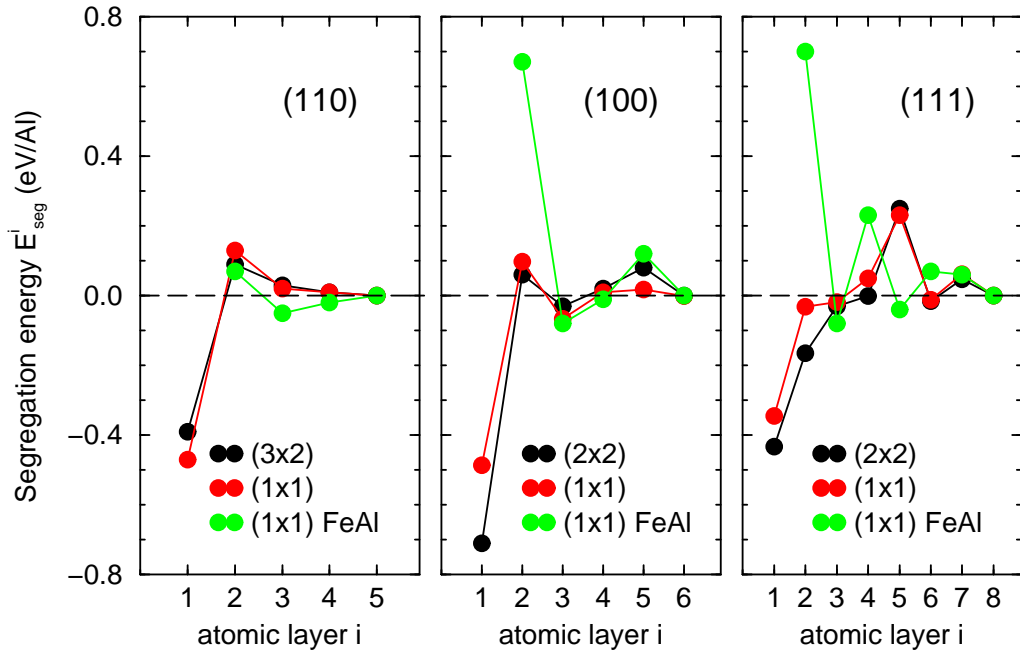 Segregation energy E^i_seg (eV/Al)
0.8
0.4
0.0
−0.4
−0.8
(110)
(3x2)
(1x1)
(1x1) FeAl
1 2 3 4 5
atomic layer i
(100)
(2x2)
(1x1)
(1x1) FeAl
1 2 3 4 5 6
atomic layer i
(111)
(2x2)
(1x1)
(1x1) FeAl
1 2 3 4 5 6 7 8
atomic layer i